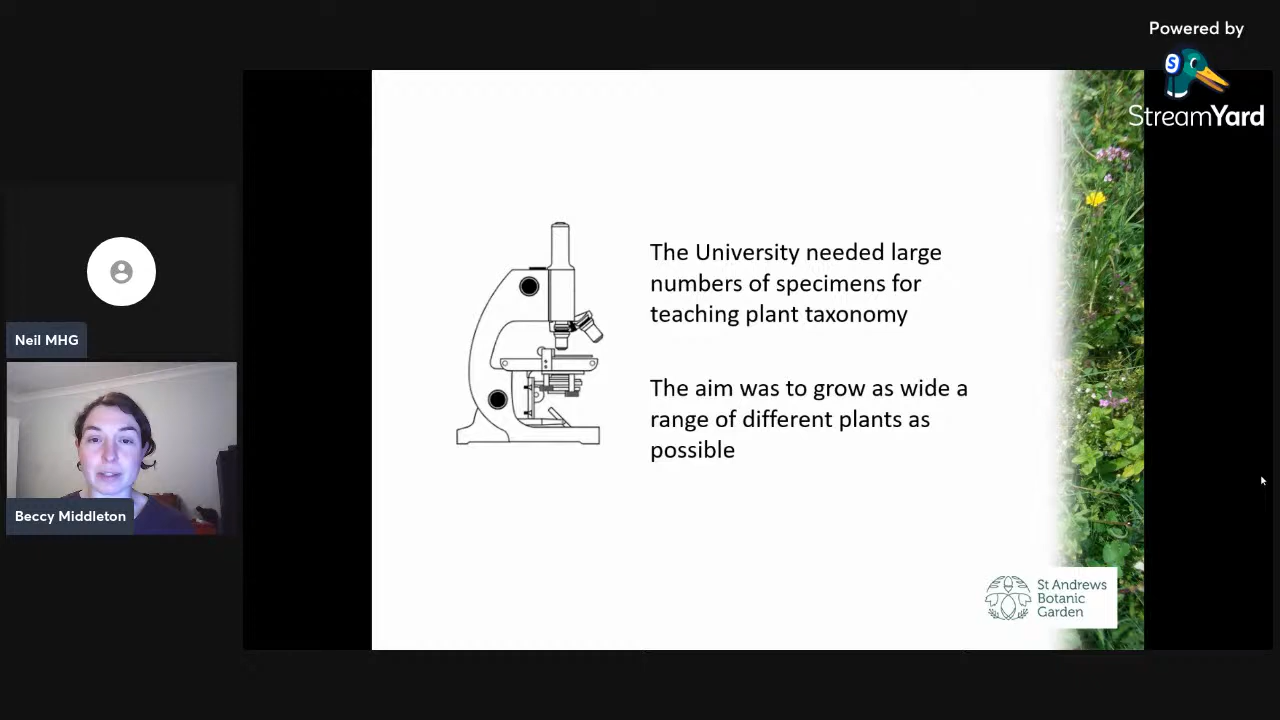 Powered by
S
StreamYard
The University needed large
numbers of specimens for
teaching plant taxonomy
The aim was to grow as wide a
range of different plants as
possible
Neil MHG
Beccy Middleton
St Andrews
Botanic
Garden